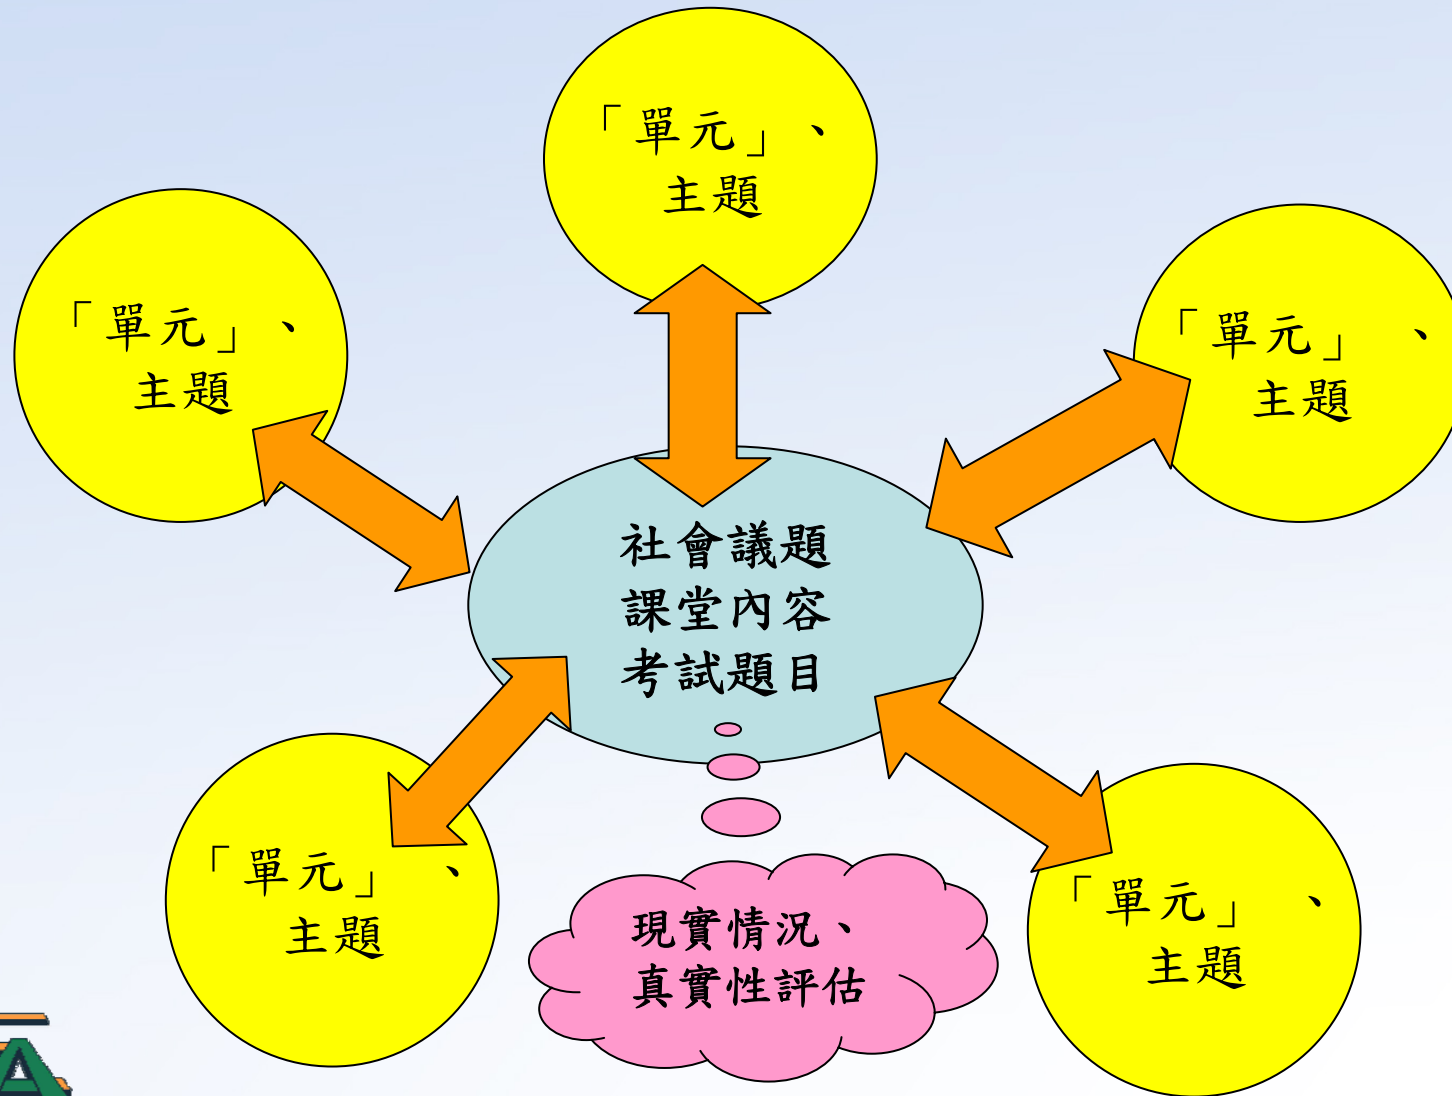 「單元」、
主題
「單元」、
主題
「單元」 、
主題
社會議題
課堂內容
考試題目
「單元」 、
主題
「單元」 、
主題
現實情況、
真實性評估
A